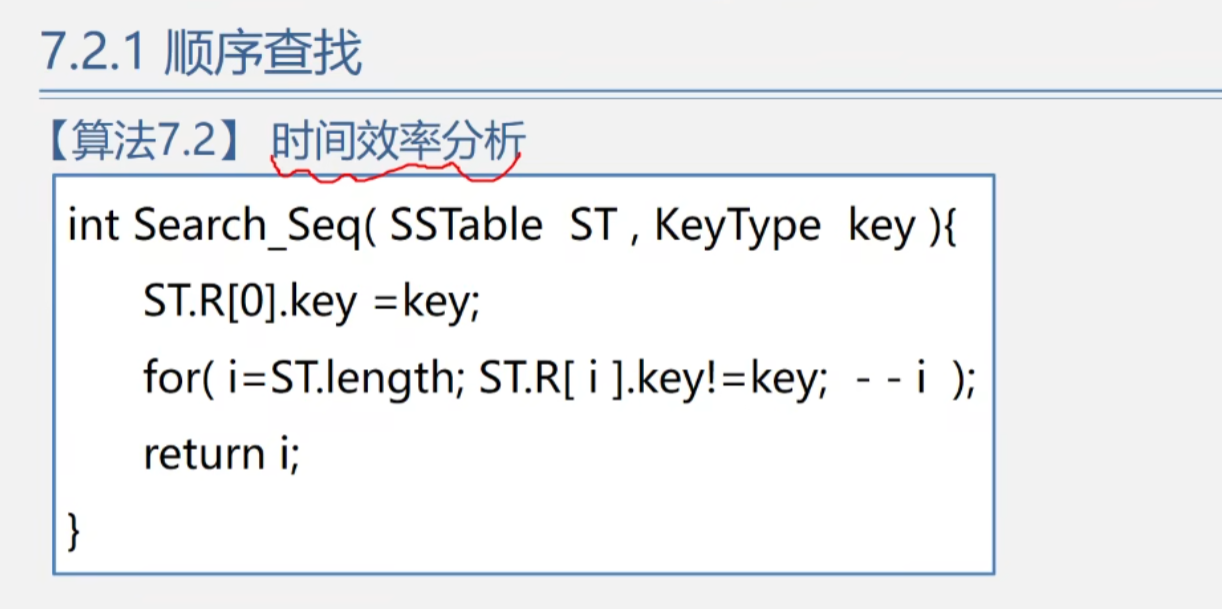 7.2.1 顺序查找
【算法7.2】 时间效率分析
int Search_Seq( SSTable ST , KeyType key ){
ST.R[0].key =key;
for( i=ST.length; ST.R[ i ].key!=key; - - i );
return i;
}